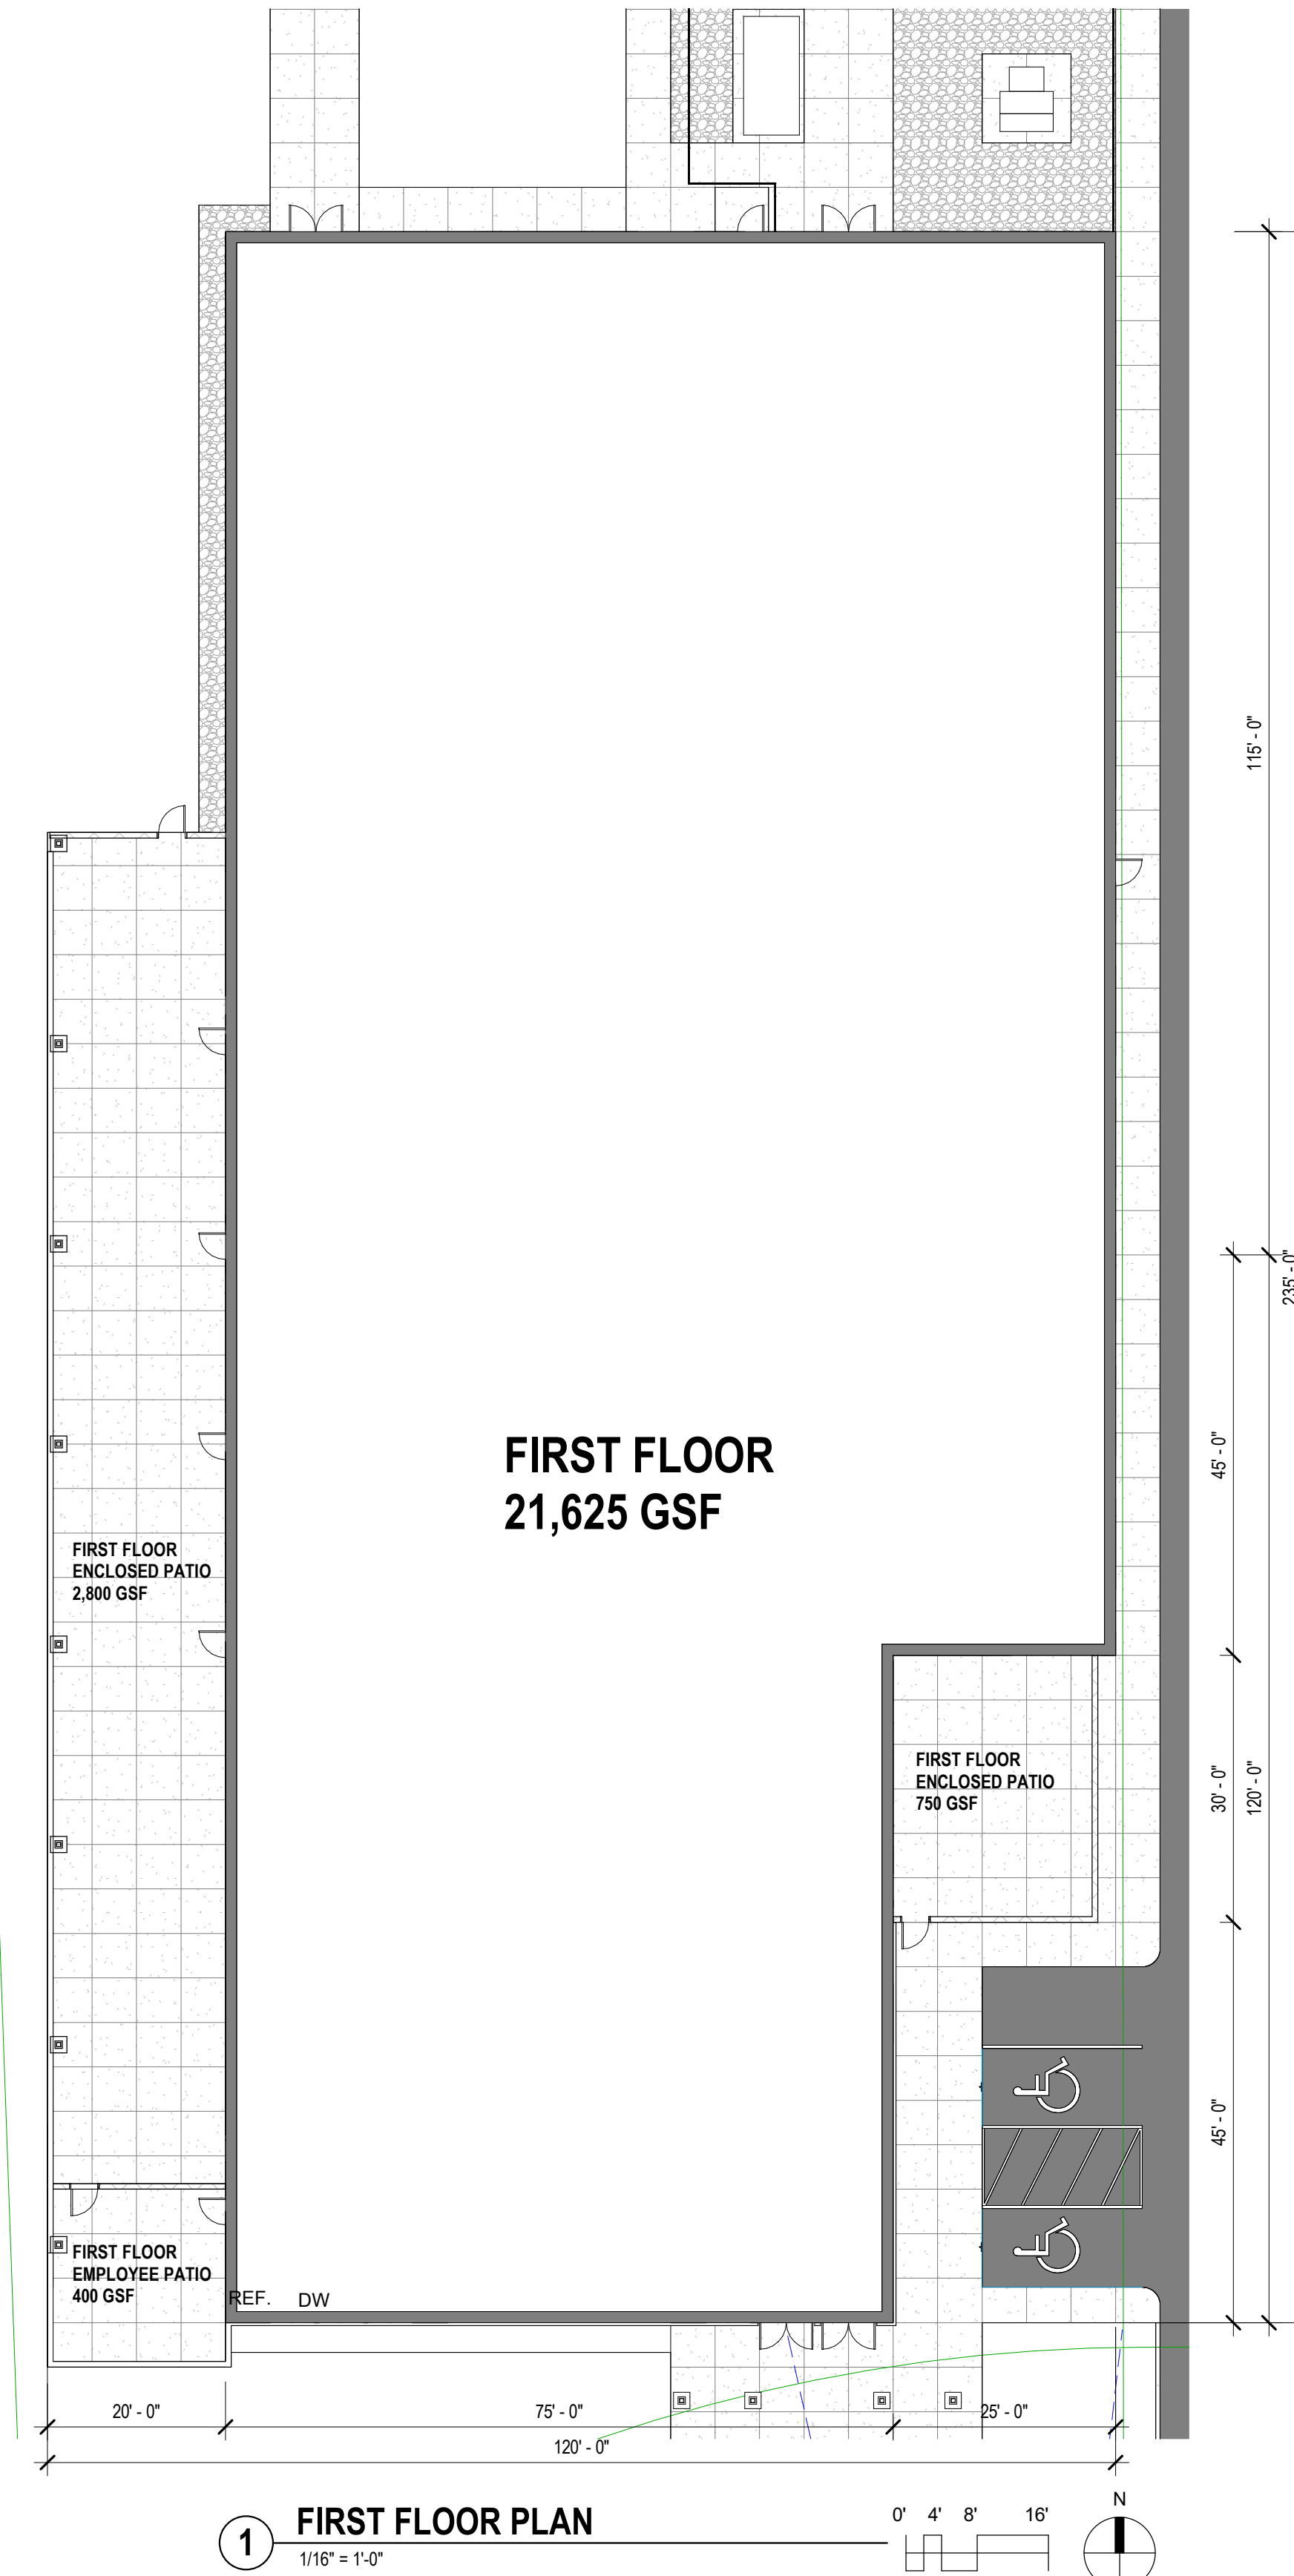 115' - 0"
235' - 0"
45' - 0"
FIRST FLOOR
21,625 GSF
FIRST FLOOR
ENCLOSED PATIO
2,800 GSF
FIRST FLOOR
ENCLOSED PATIO
750 GSF
30' - 0"
120' - 0"
45' - 0"
FIRST FLOOR
EMPLOYEE PATIO
400 GSF
REF.
DW
20' - 0"
75' - 0"
25' - 0"
120' - 0"
1
FIRST FLOOR PLAN
1/16" = 1'-0"
0' 4' 8' 16'
N